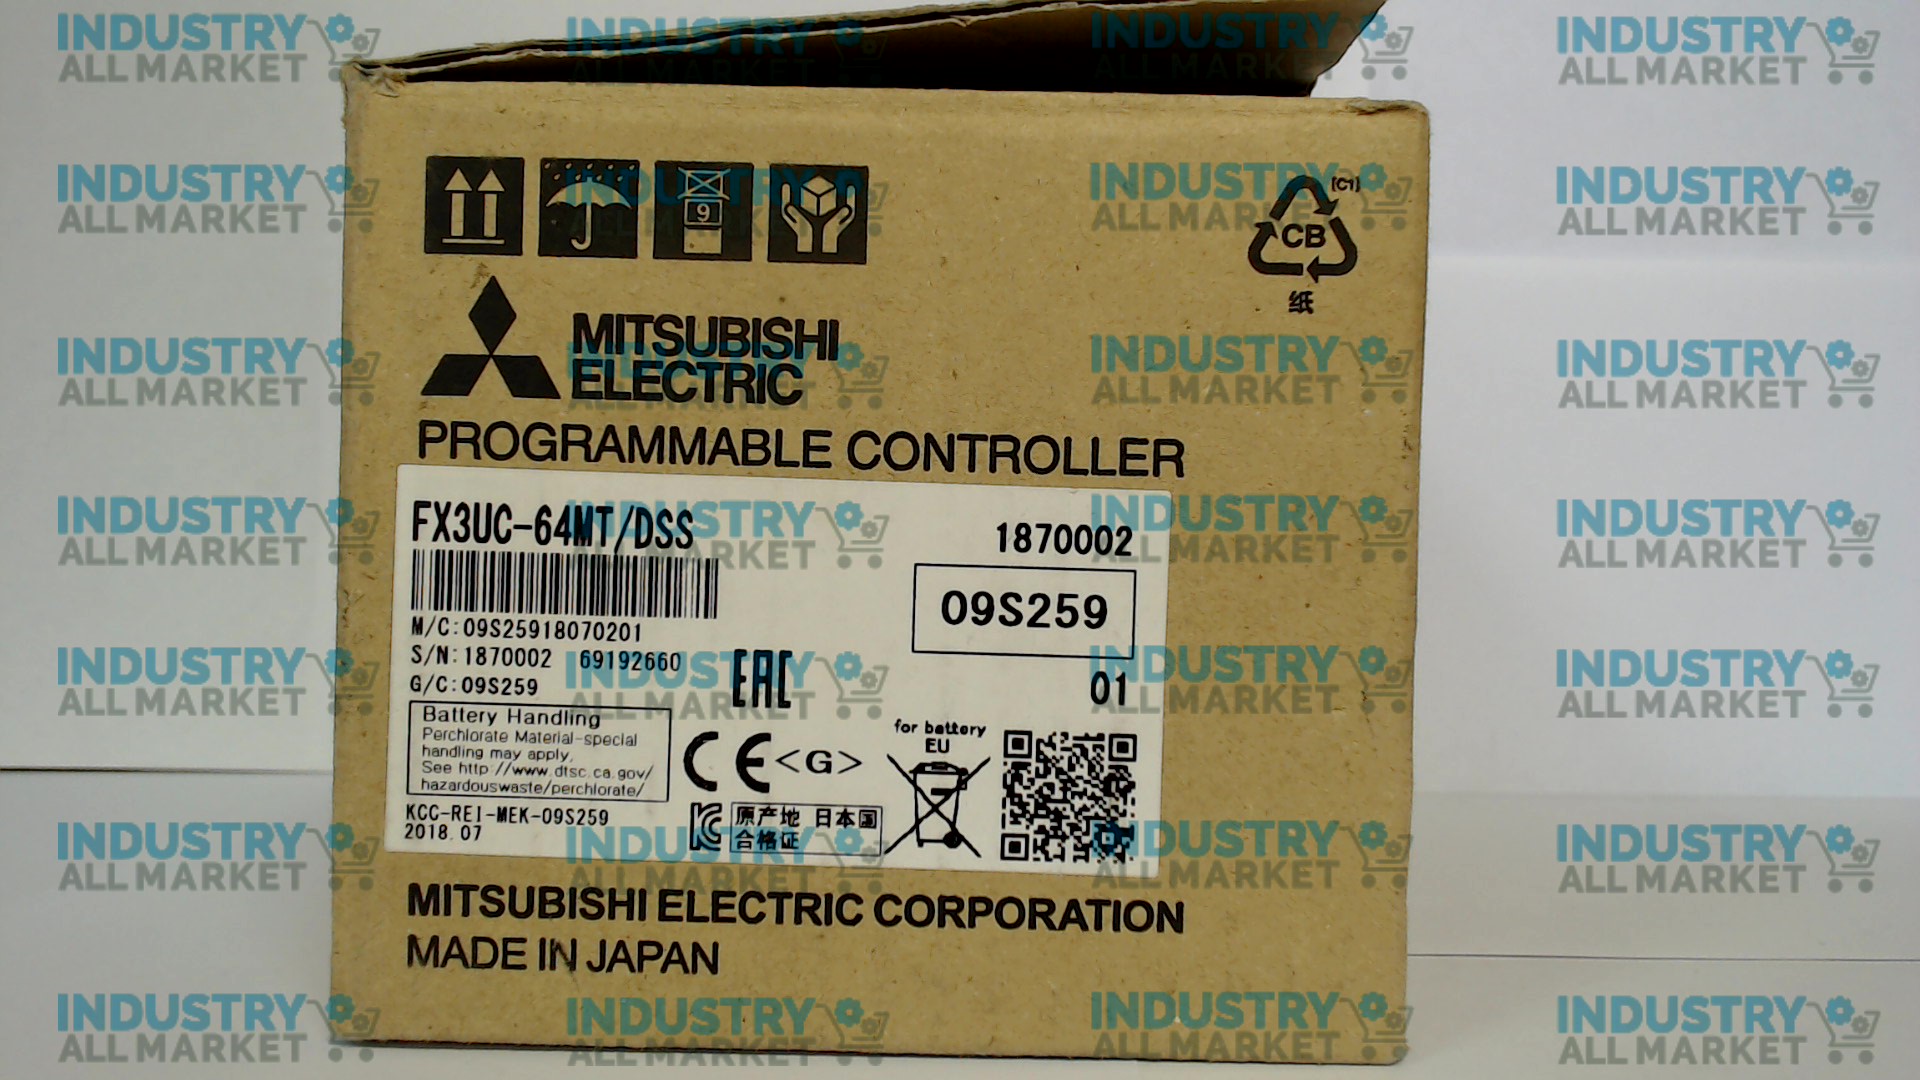 INDUSTRY
ALL MARKET
9
[C1]
CB
纸
MITSUBISHI
ELECTRIC
PROGRAMMABLE CONTROLLER
FX3UC-64MT/DSS
1870002
09S259
M/C:09S25918070201
S/N:1870002 69192660
G/C:09S259
EAC
01
Battery Handling
Perchlorate Material-special
handling may apply.
See http://www.dtsc.ca.gov/
hazardouswaste/perchlorate/
CE <G>
for battery
EU
KCC-REI-MEK-09S259
2018.07
原产地 日本国
合格证
MITSUBISHI ELECTRIC CORPORATION
MADE IN JAPAN